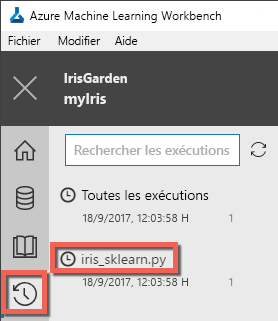 Azure Machine Learning Workbench
Fichier Modifier Aide
IrisGarden
myIris
Rechercher les exécutions
Toutes les exécutions
18/9/2017, 12:03:58 H 1
iris_sklearn.py
18/9/2017, 12:03:58 H 1